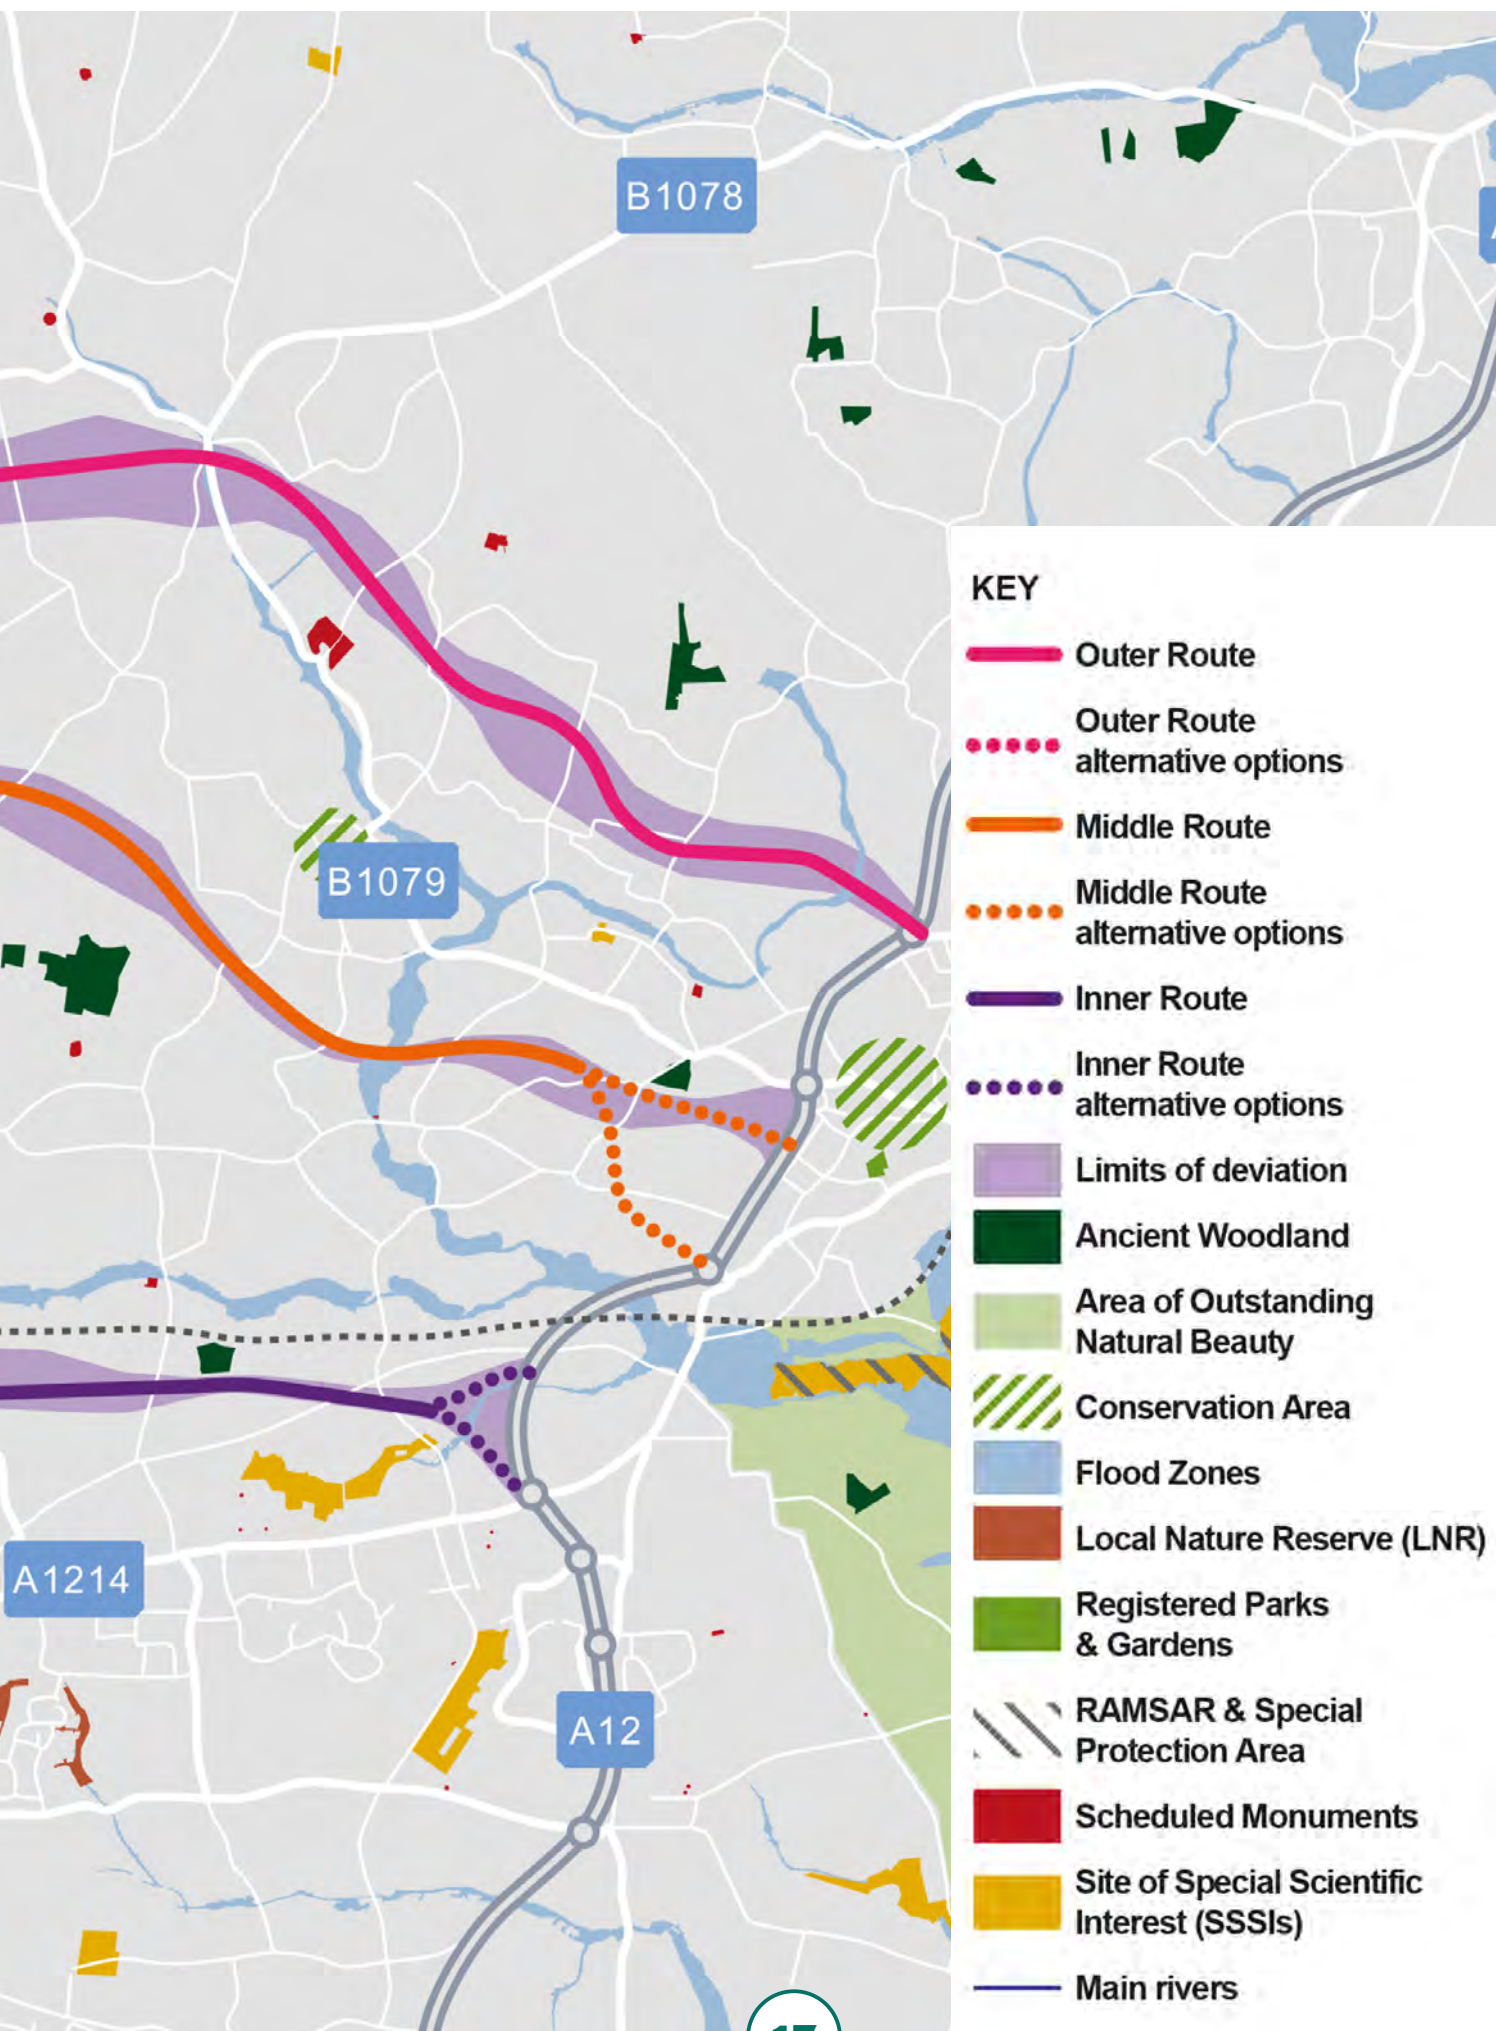 B1078
KEY
Outer Route
Outer Route
alternative options
Middle Route
Middle Route
alternative options
B1079
Inner Route
Inner Route
alternative options
Limits of deviation
Ancient Woodland
Area of Outstanding
Natural Beauty
Conservation Area
Flood Zones
Local Nature Reserve (LNR)
A1214
Registered Parks
& Gardens
RAMSAR & Special
Protection Area
A12
Scheduled Monuments
Site of Special Scientific
Interest (SSSIs)
Main rivers